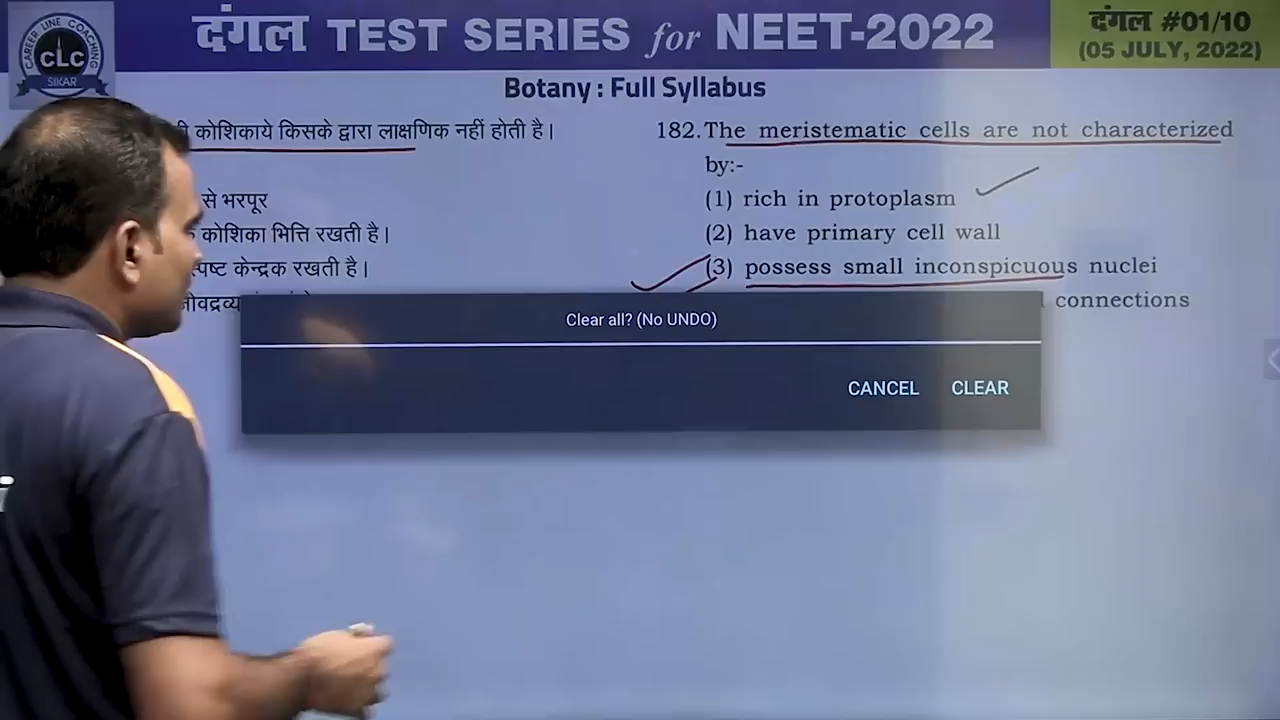 CAREER LINE COACHING
CLC
SIKAR
दंगल TEST SERIES for NEET-2022
दंगल #01/10
(05 JULY, 2022)
Botany : Full Syllabus
कोशिकाये किसके द्वारा लाक्षणिक नहीं होती है।
से भरपूर
कोशिका भित्ति रखती है।
केन्द्रक रखती है।
182. The meristematic cells are not characterized
by:-
(1) rich in protoplasm
(2) have primary cell wall
(3) possess small inconspicuous nuclei
connections
Clear all? (No UNDO)
CANCEL CLEAR